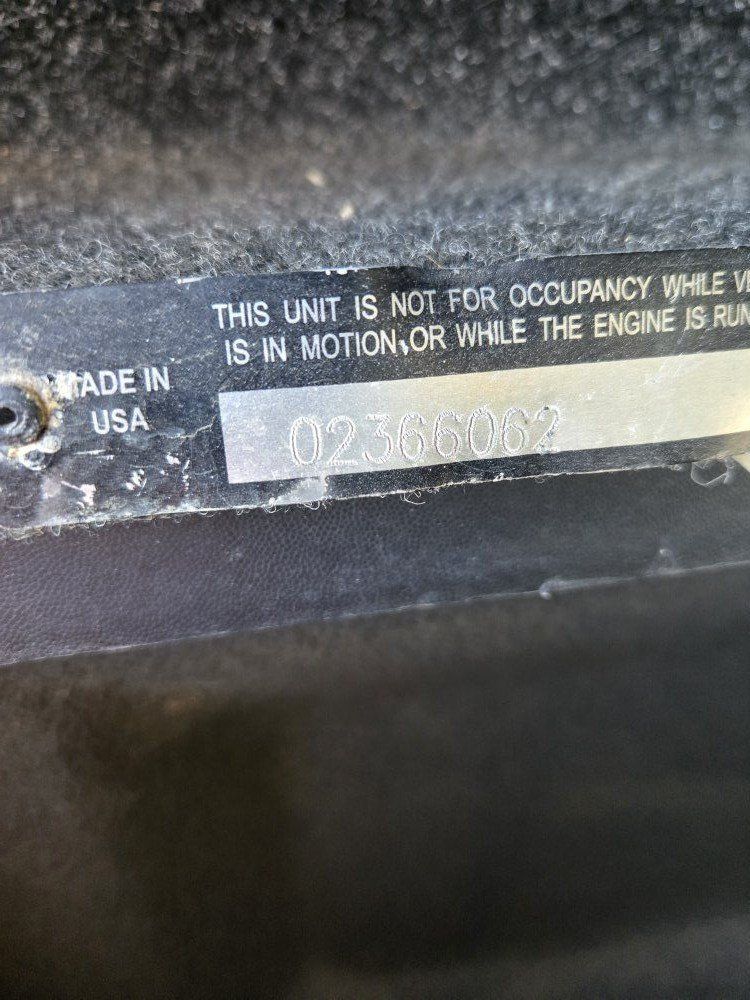 THIS UNIT IS NOT FOR OCCUPANCY WHILE
IS IN MOTION, OR WHILE THE ENGINE IS
MADE IN
USA
02366062